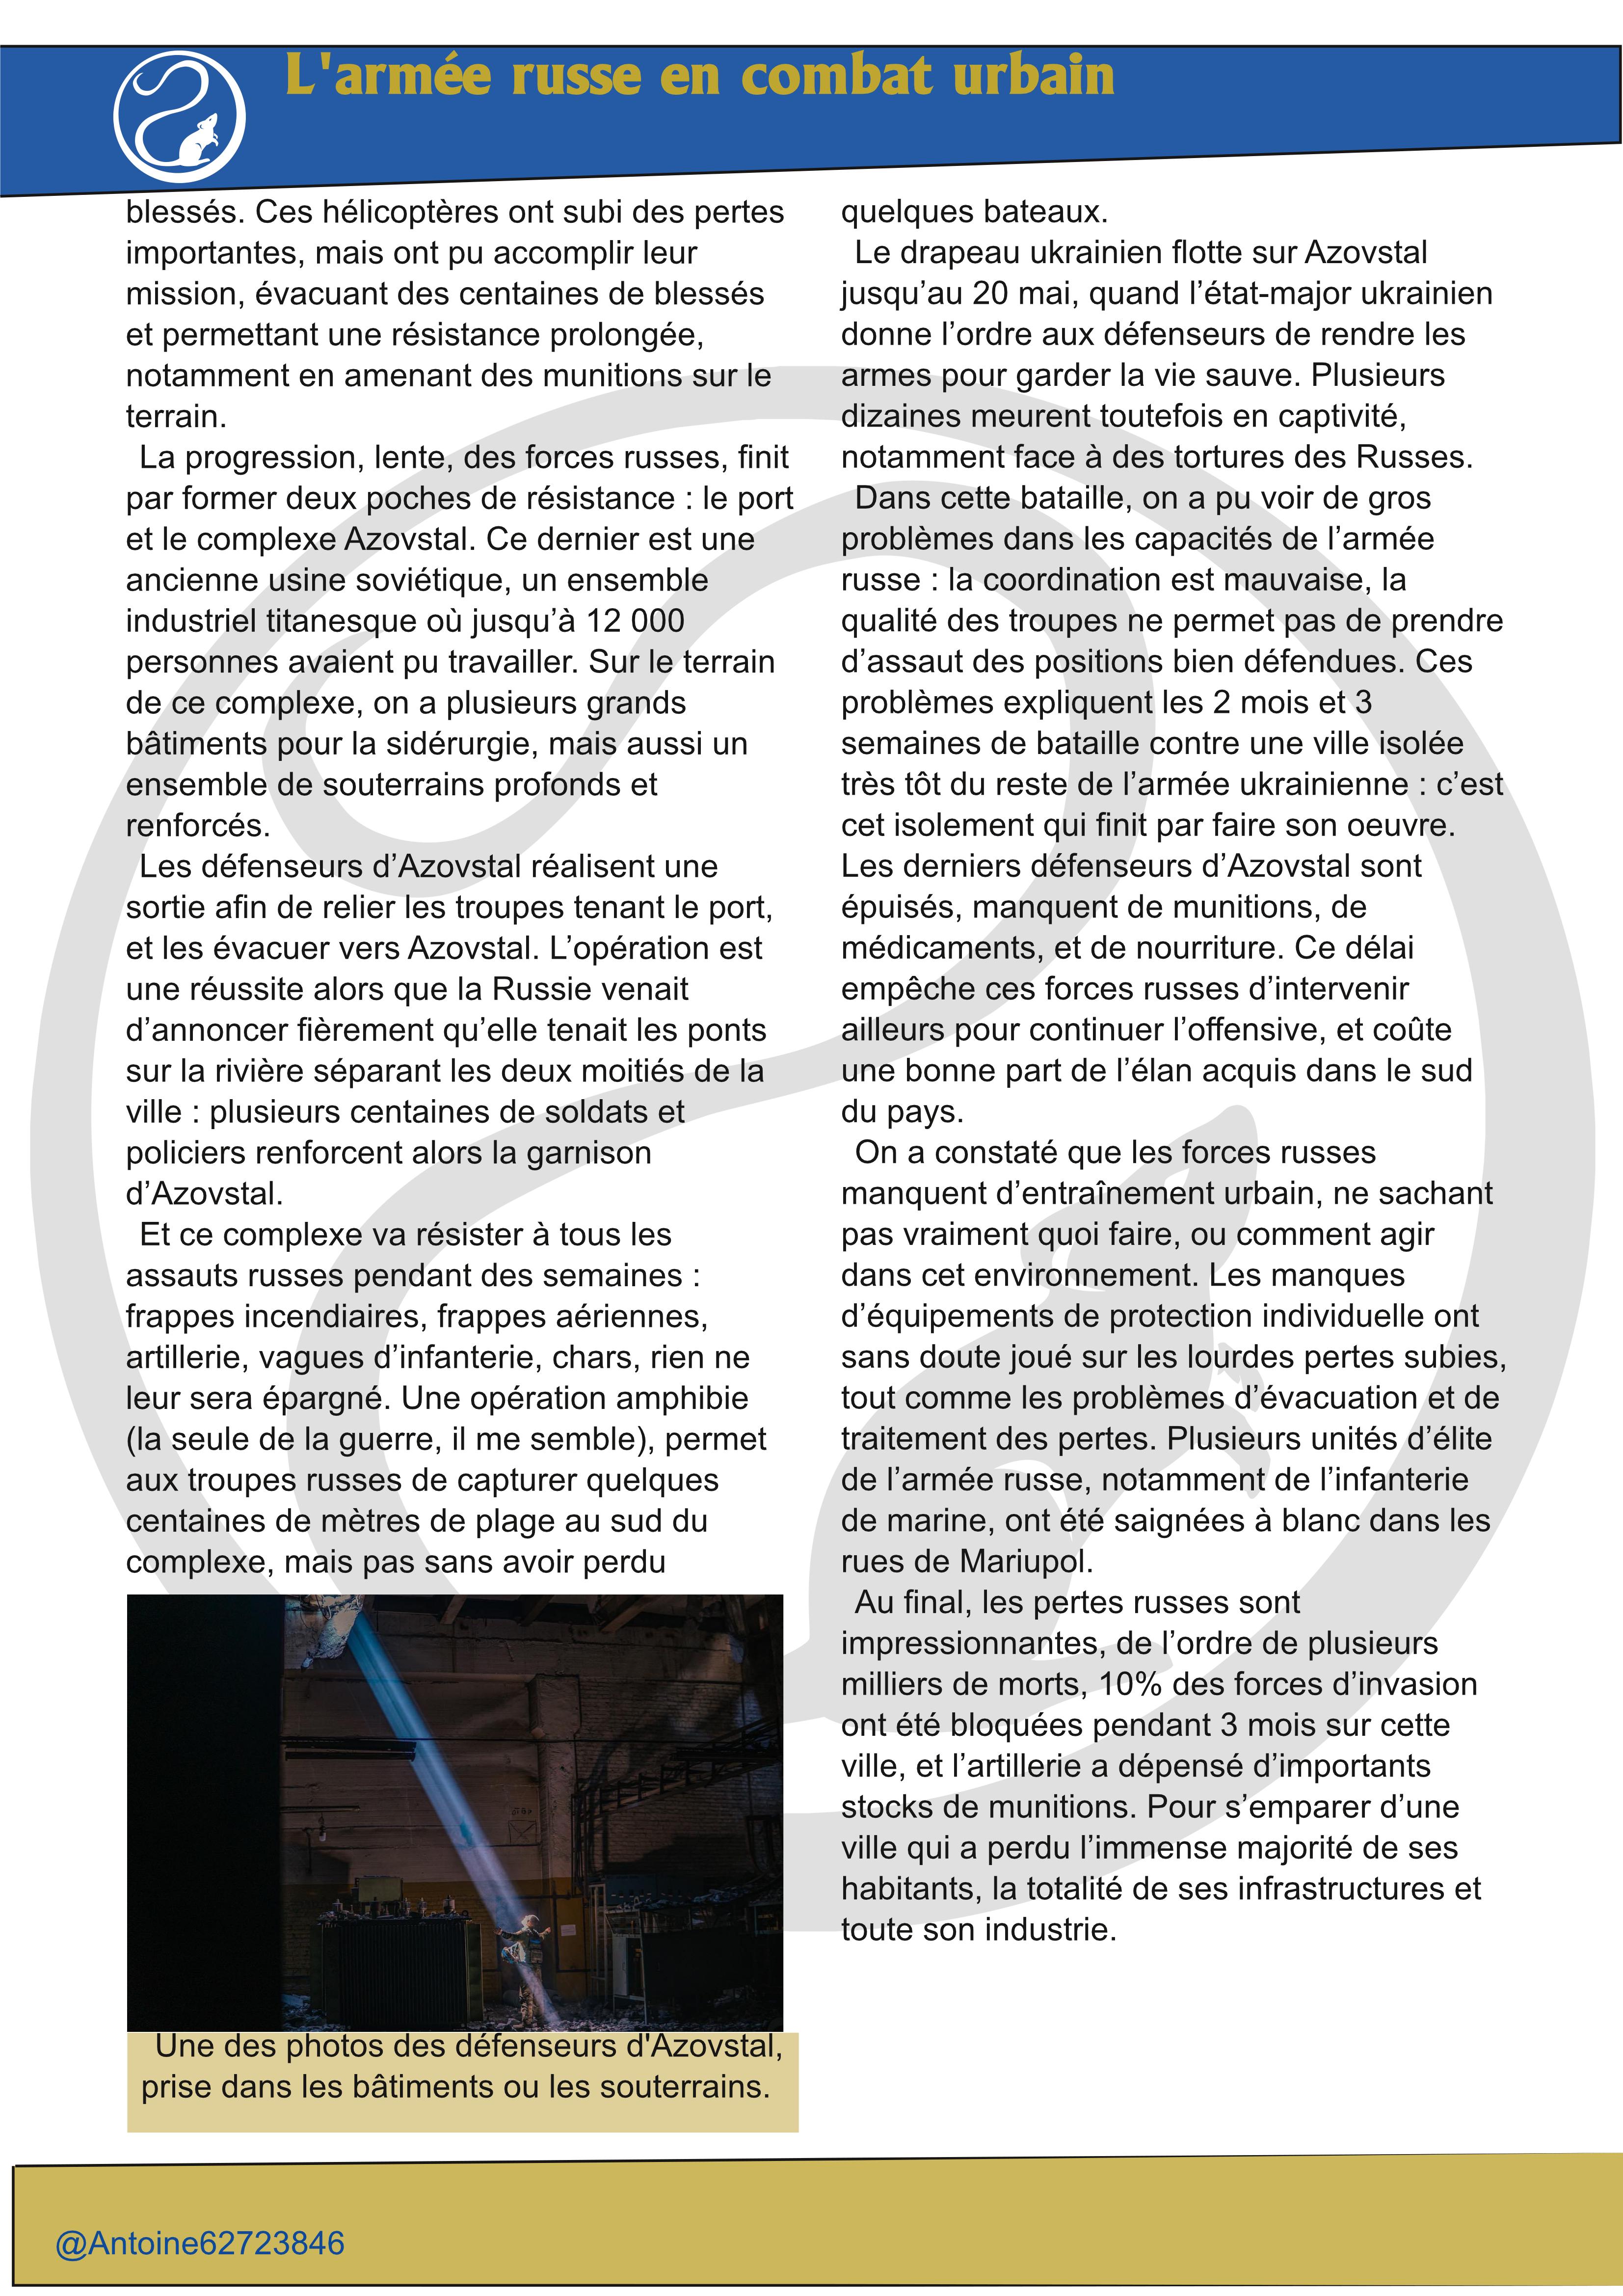 L'armée russe en combat urbain
blessés. Ces hélicoptères ont subi des pertes
importantes, mais ont pu accomplir leur
mission, évacuant des centaines de blessés
et permettant une résistance prolongée,
notamment en amenant des munitions sur le
terrain.
La progression, lente, des forces russes, finit
par former deux poches de résistance : le port
et le complexe Azovstal. Ce dernier est une
ancienne usine soviétique, un ensemble
industriel titanesque où jusqu’à 12 000
personnes avaient pu travailler. Sur le terrain
de ce complexe, on a plusieurs grands
bâtiments pour la sidérurgie, mais aussi un
ensemble de souterrains profonds et
renforcés.
Les défenseurs d’Azovstal réalisent une
sortie afin de relier les troupes tenant le port,
et les évacuer vers Azovstal. L’opération est
une réussite alors que la Russie venait
d’annoncer fièrement qu’elle tenait les ponts
sur la rivière séparant les deux moitiés de la
ville : plusieurs centaines de soldats et
policiers renforcent alors la garnison
d’Azovstal.
Et ce complexe va résister à tous les
assauts russes pendant des semaines :
frappes incendiaires, frappes aériennes,
artillerie, vagues d’infanterie, chars, rien ne
leur sera épargné. Une opération amphibie
(la seule de la guerre, il me semble), permet
aux troupes russes de capturer quelques
centaines de mètres de plage au sud du
complexe, mais pas sans avoir perdu
Une des photos des défenseurs d'Azovstal,
prise dans les bâtiments ou les souterrains.
quelques bateaux.
Le drapeau ukrainien flotte sur Azovstal
jusqu’au 20 mai, quand l’état-major ukrainien
donne l’ordre aux défenseurs de rendre les
armes pour garder la vie sauve. Plusieurs
dizaines meurent toutefois en captivité,
notamment face à des tortures des Russes.
Dans cette bataille, on a pu voir de gros
problèmes dans les capacités de l’armée
russe : la coordination est mauvaise, la
qualité des troupes ne permet pas de prendre
d’assaut des positions bien défendues. Ces
problèmes expliquent les 2 mois et 3
semaines de bataille contre une ville isolée
très tôt du reste de l’armée ukrainienne : c’est
cet isolement qui finit par faire son oeuvre.
Les derniers défenseurs d’Azovstal sont
épuisés, manquent de munitions, de
médicaments, et de nourriture. Ce délai
empêche ces forces russes d’intervenir
ailleurs pour continuer l’offensive, et coûte
une bonne part de l’élan acquis dans le sud
du pays.
On a constaté que les forces russes
manquent d’entraînement urbain, ne sachant
pas vraiment quoi faire, ou comment agir
dans cet environnement. Les manques
d’équipements de protection individuelle ont
sans doute joué sur les lourdes pertes subies,
tout comme les problèmes d’évacuation et de
traitement des pertes. Plusieurs unités d’élite
de l’armée russe, notamment de l’infanterie
de marine, ont été saignées à blanc dans les
rues de Mariupol.
Au final, les pertes russes sont
impressionnantes, de l’ordre de plusieurs
milliers de morts, 10% des forces d’invasion
ont été bloquées pendant 3 mois sur cette
ville, et l’artillerie a dépensé d’importants
stocks de munitions. Pour s’emparer d’une
ville qui a perdu l’immense majorité de ses
habitants, la totalité de ses infrastructures et
toute son industrie.
@Antoine62723846